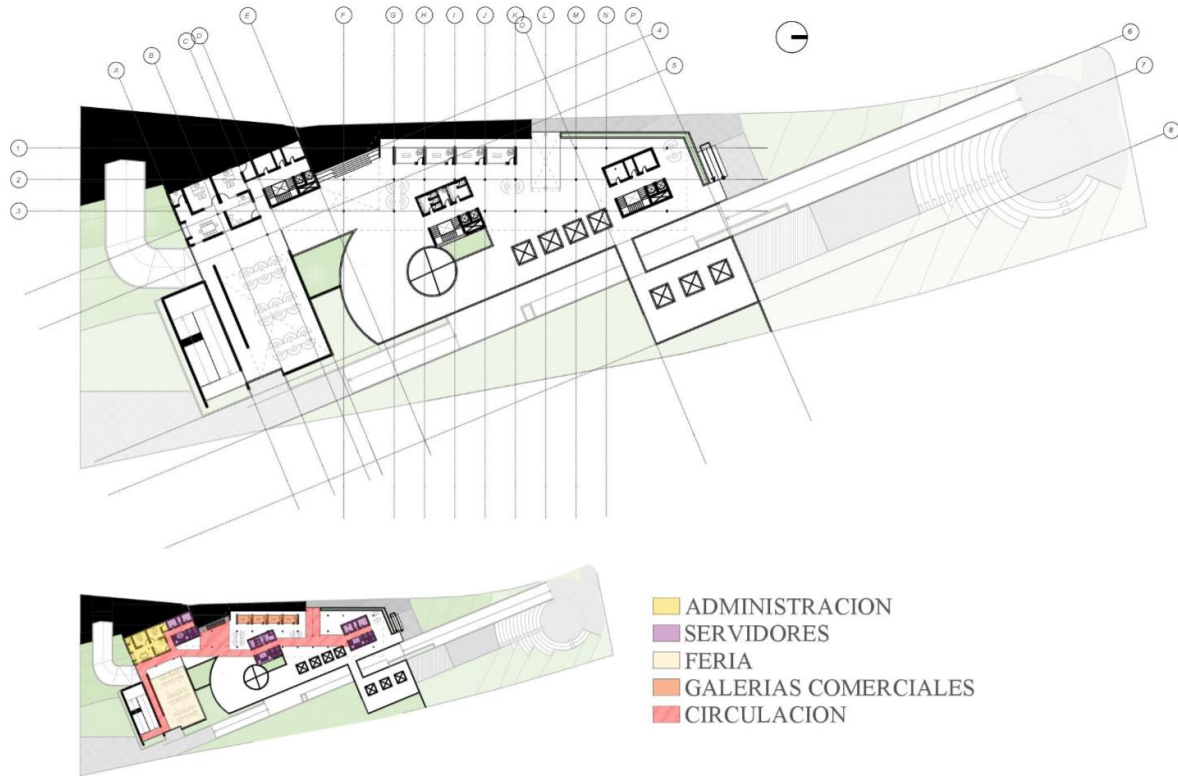 A
B
C
D
E
F
G
H
I
J
K
O
L
M
N
P
4
5
6
7
8
1
2
3
ADMINISTRACION
SERVIDORES
FERIA
GALERIAS COMERCIALES
CIRCULACION